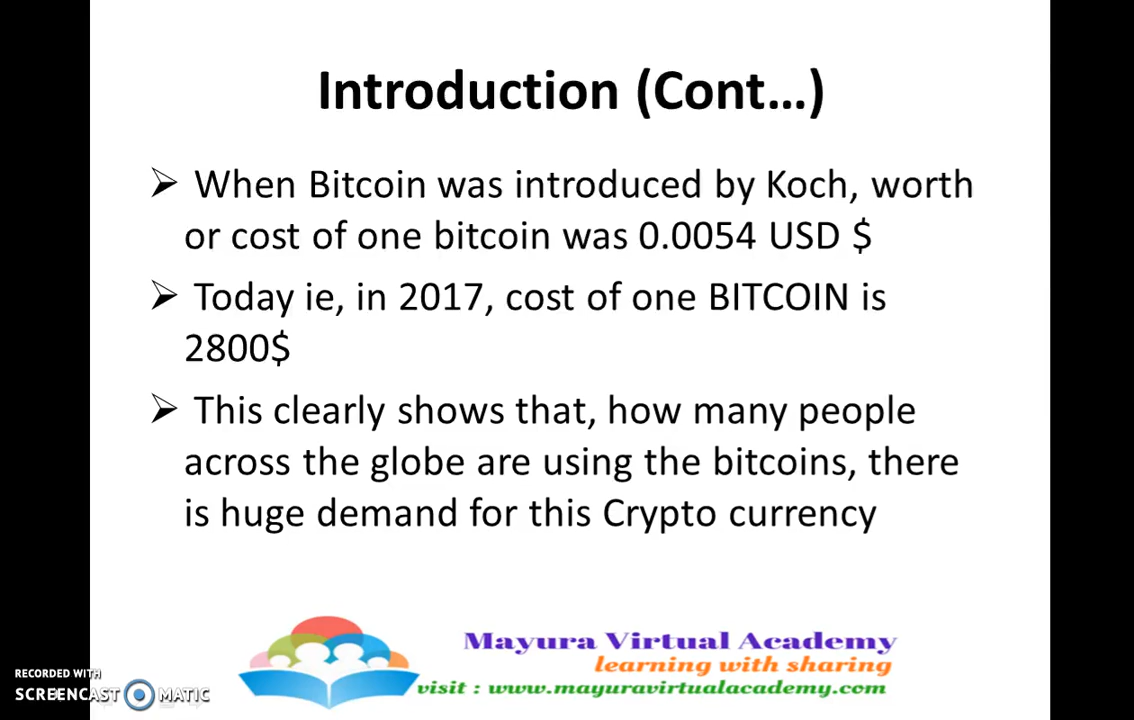 Introduction (Cont...)
➢ When Bitcoin was introduced by Koch, worth
or cost of one bitcoin was 0.0054 USD $
➢ Today ie, in 2017, cost of one BITCOIN is
2800$
➢ This clearly shows that, how many people
across the globe are using the bitcoins, there
is huge demand for this Crypto currency
Mayura Virtual Academy
learning with sharing
visit : www.mayuravirtualacademy.com
RECORDED WITH
SCREENCAST MATIC